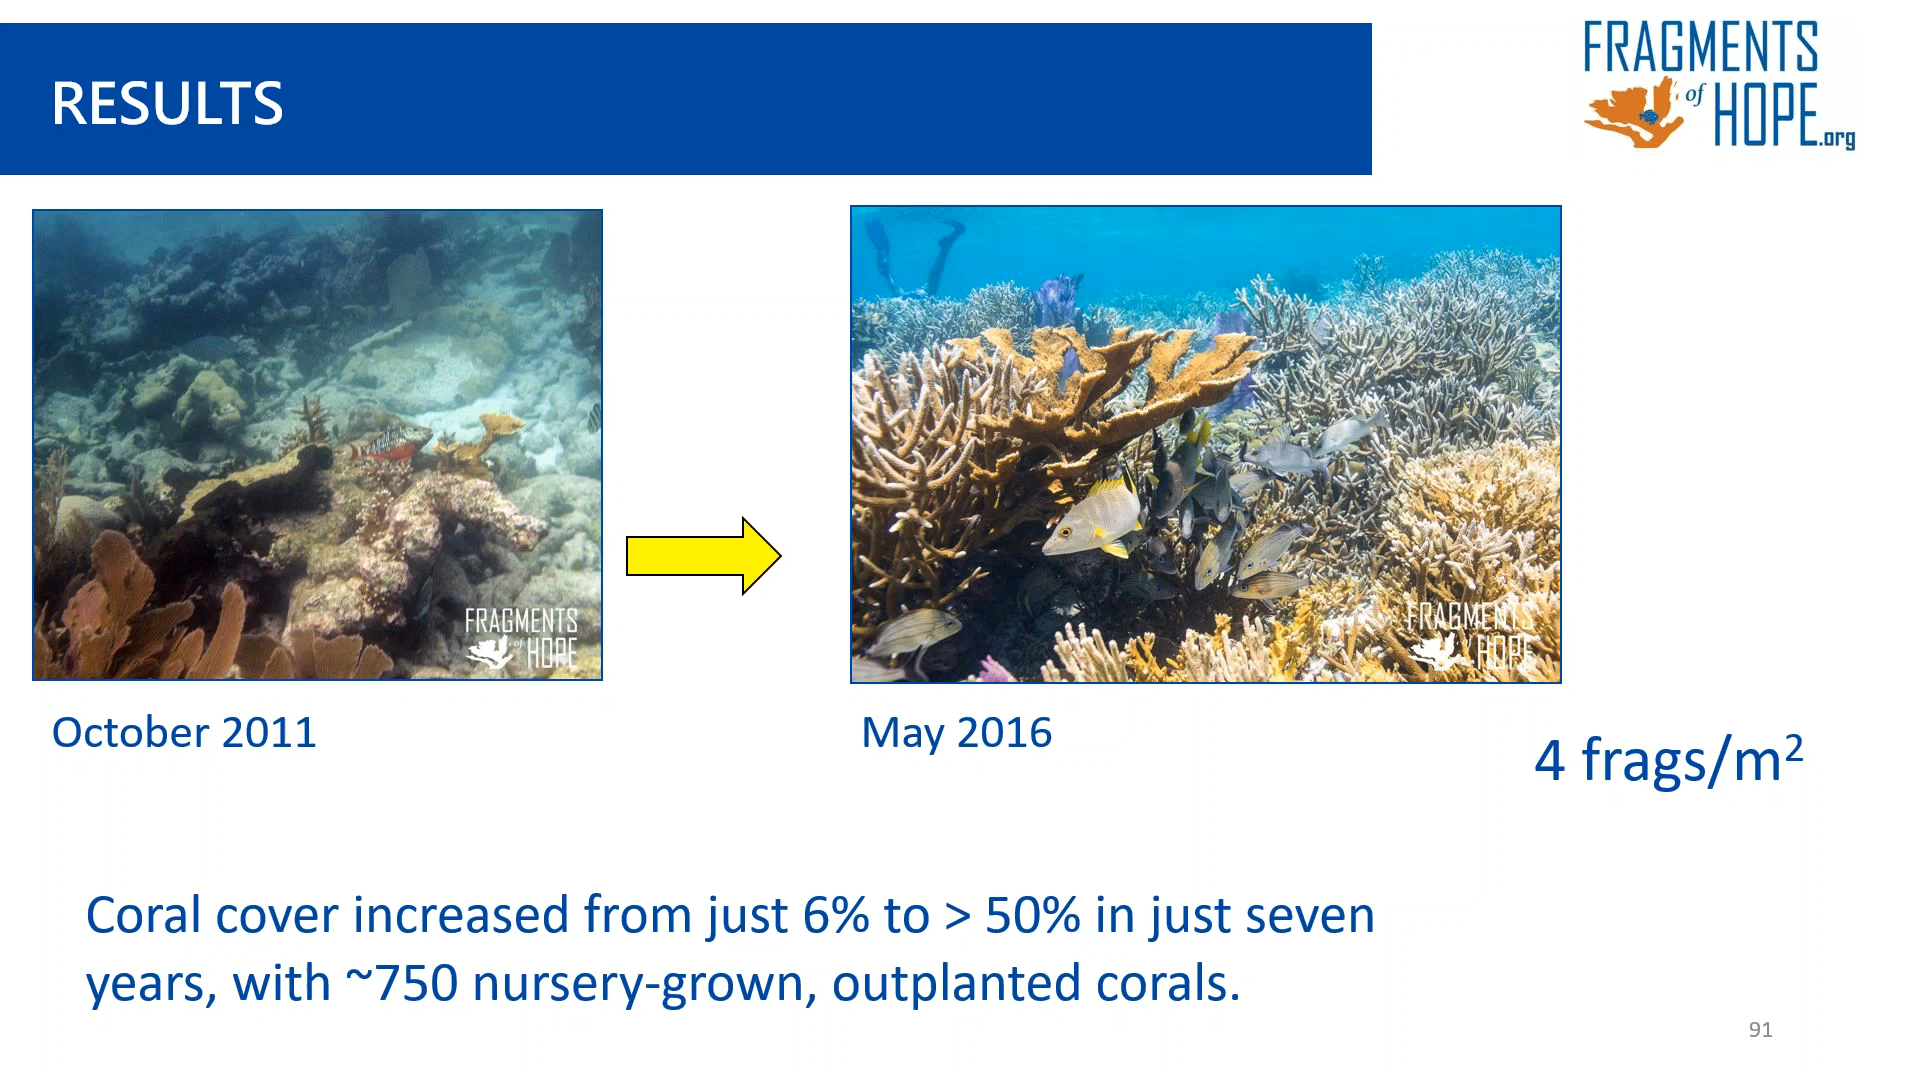 RESULTS
FRAGMENTS
of HOPE.org
FRAGMENTS
of HOPE
FRAGMENTS
HOPE
October 2011
May 2016
4 frags/m²
Coral cover increased from just 6% to > 50% in just seven
years, with ~750 nursery-grown, outplanted corals.
91